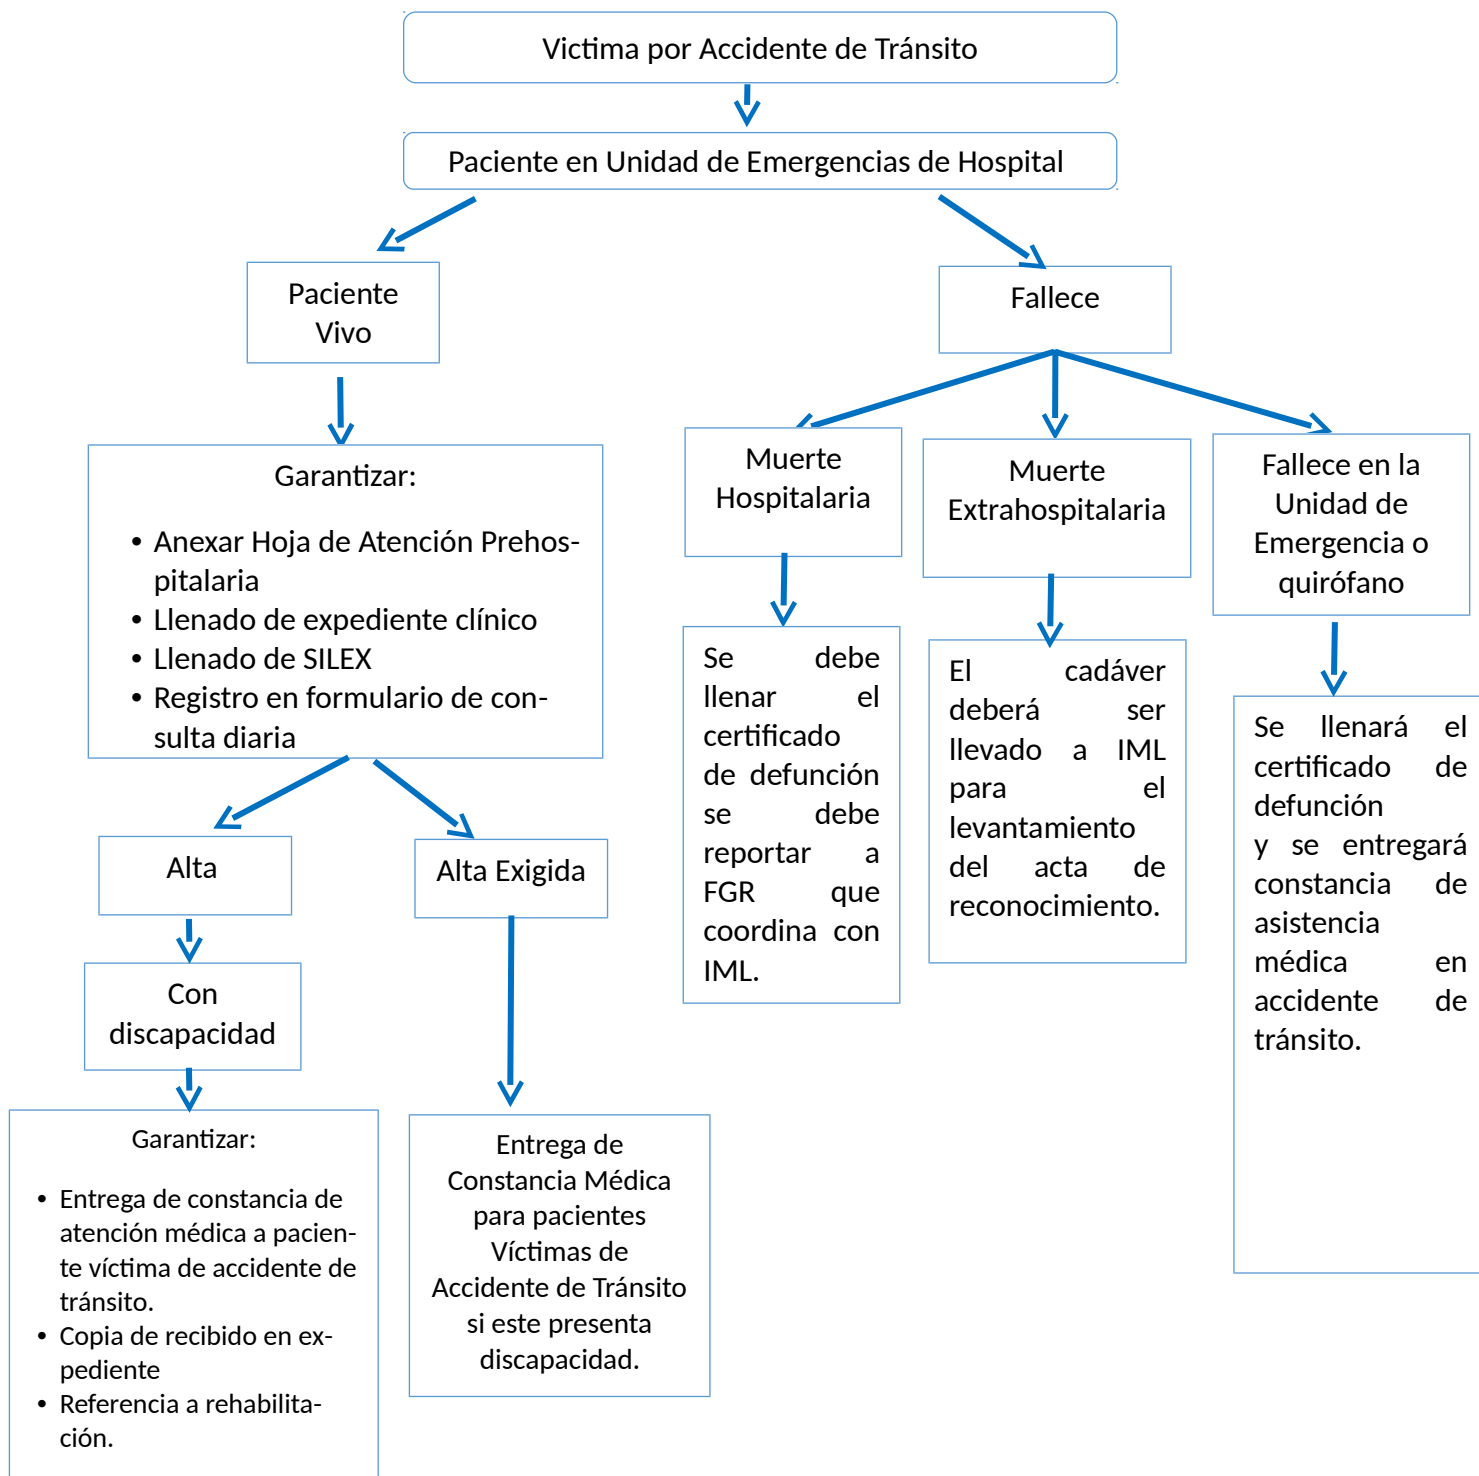 Victima por Accidente de Tránsito
Paciente en Unidad de Emergencias de Hospital
Paciente
Vivo
Fallece
Garantizar:
• Anexar Hoja de Atención Prehos-
pitalaria
• Llenado de expediente clínico
• Llenado de SILEX
• Registro en formulario de con-
sulta diaria
Muerte
Hospitalaria
Muerte
Extrahospitalaria
Fallece en la
Unidad de
Emergencia o
quirófano
Se debe
llenar el
certificado
de defunción
se debe
reportar a
FGR que
coordina con
IML.
El cadáver
deberá ser
llevado a IML
para el
levantamiento
del acta de
reconocimiento.
Se llenará el
certificado de
defunción
y se entregará
constancia de
asistencia
médica en
accidente de
tránsito.
Alta
Alta Exigida
Con
discapacidad
Garantizar:
• Entrega de constancia de
atención médica a pacien-
te víctima de accidente de
tránsito.
• Copia de recibido en ex-
pediente
• Referencia a rehabilita-
ción.
Entrega de
Constancia Médica
para pacientes
Víctimas de
Accidente de Tránsito
si este presenta
discapacidad.